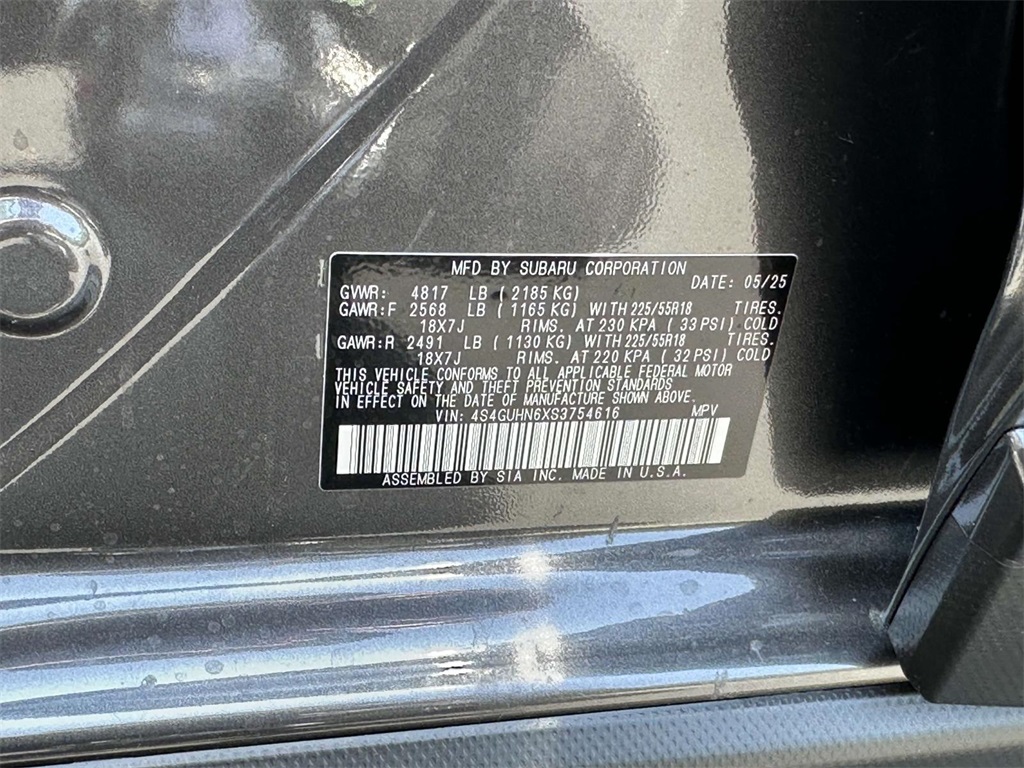 MFD BY SUBARU CORPORATION
DATE: 05/25
GVWR: 4817 LB ( 2185 KG)
GAWR:F 2568 LB ( 1165 KG) WITH 225/55R18 TIRES.
18X7J RIMS. AT 230 KPA ( 33 PSI) COLD
GAWR:R 2491 LB ( 1130 KG) WITH 225/55R18 TIRES.
18X7J RIMS. AT 220 KPA ( 32 PSI) COLD
THIS VEHICLE CONFORMS TO ALL APPLICABLE FEDERAL MOTOR
VEHICLE SAFETY AND THEFT PREVENTION STANDARDS
IN EFFECT ON THE DATE OF MANUFACTURE SHOWN ABOVE.
VIN: 4S4GUHN6XS3754616 MPV
ASSEMBLED BY SIA INC. MADE IN U.S.A.